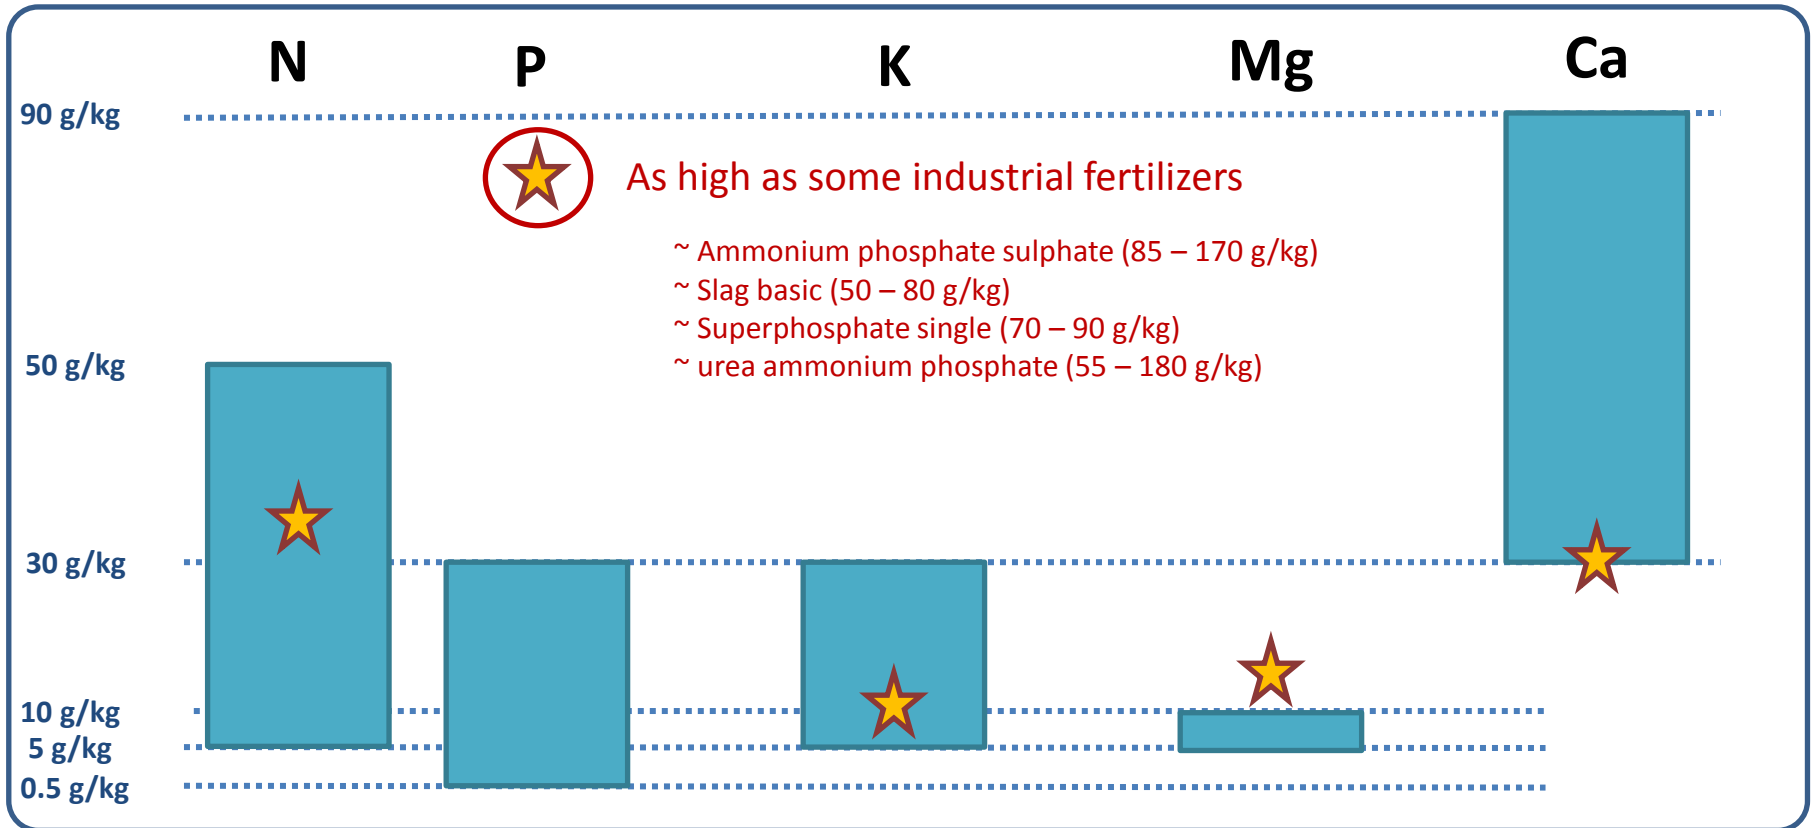 N P K Mg Ca
90 g/kg
As high as some industrial fertilizers
~ Ammonium phosphate sulphate (85 – 170 g/kg)
~ Slag basic (50 – 80 g/kg)
~ Superphosphate single (70 – 90 g/kg)
~ urea ammonium phosphate (55 – 180 g/kg)
50 g/kg
30 g/kg
10 g/kg
5 g/kg
0.5 g/kg